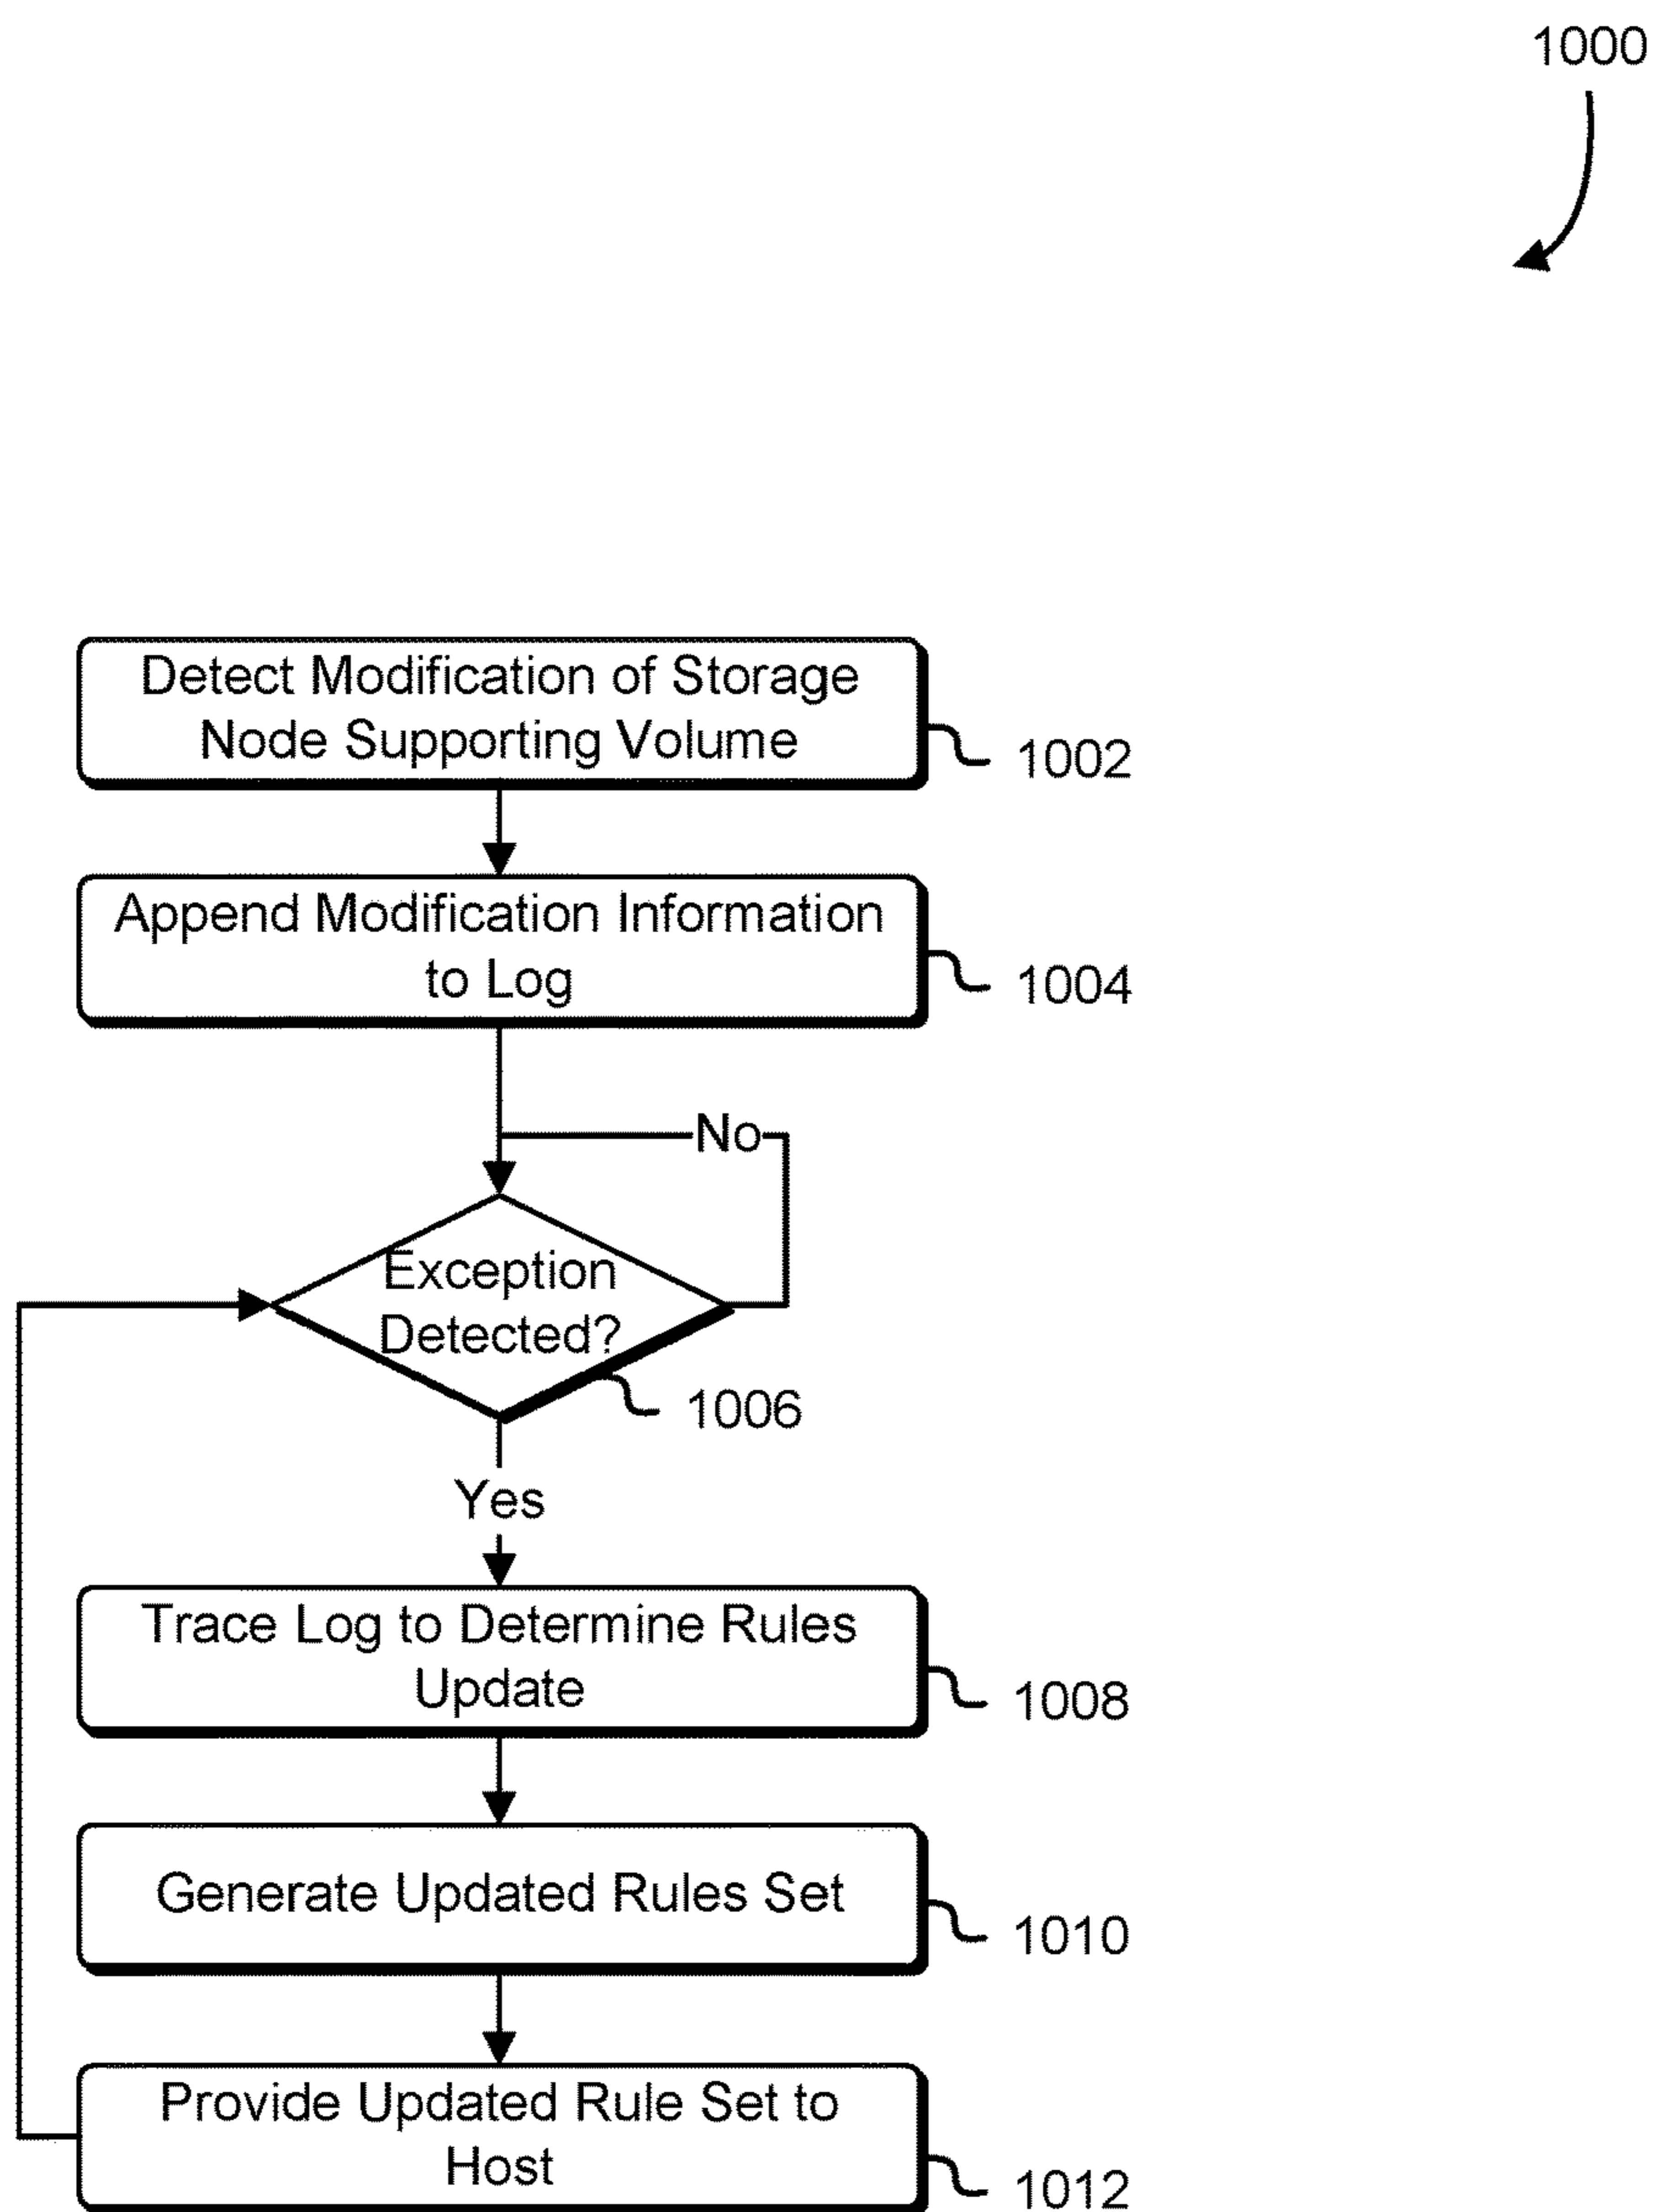 1000
Detect Modification of Storage
Node Supporting Volume
1002
Append Modification Information
to Log
1004
No
Exception
Detected?
1006
Yes
Trace Log to Determine Rules
Update
1008
Generate Updated Rules Set
1010
Provide Updated Rule Set to
Host
1012